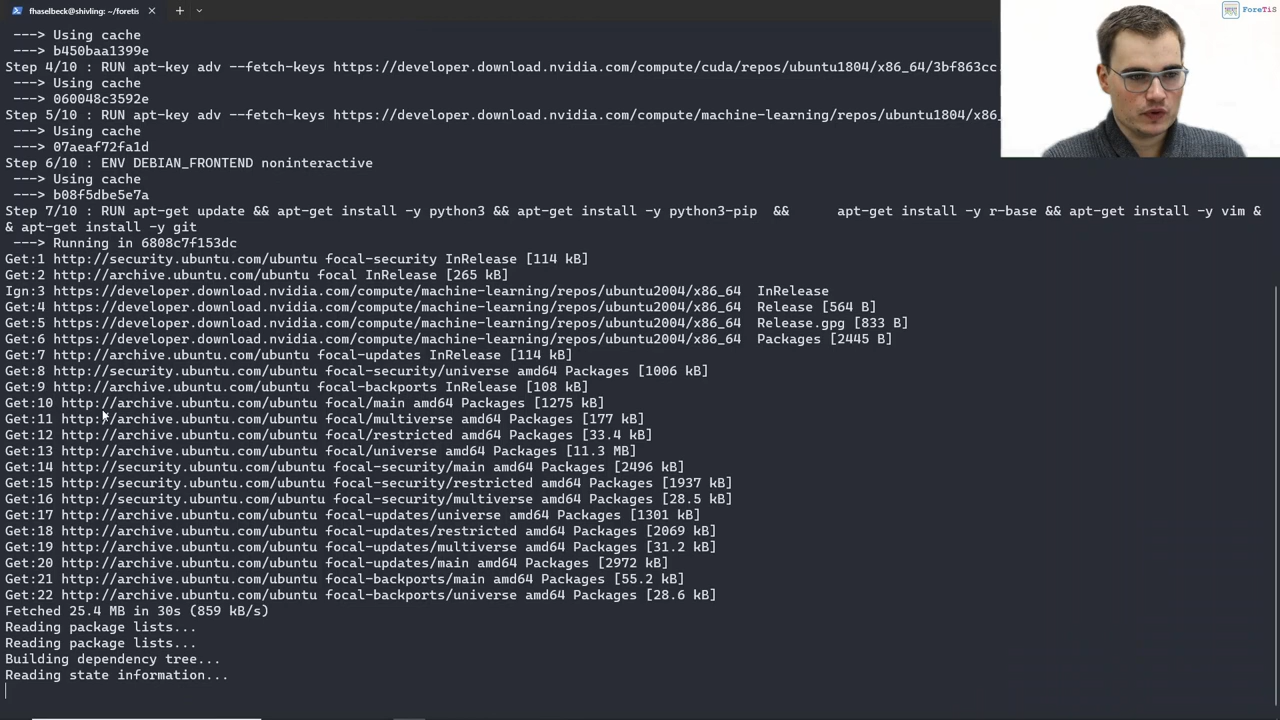 fhaselbeck@shivling: ~/foretis
ForeTiS
---> Using cache
---> b450baa1399e
Step 4/10 : RUN apt-key adv --fetch-keys https://developer.download.nvidia.com/compute/cuda/repos/ubuntu1804/x86_64/3bf863cc.
---> Using cache
---> 060048c3592e
Step 5/10 : RUN apt-key adv --fetch-keys https://developer.download.nvidia.com/compute/machine-learning/repos/ubuntu1804/x86_
---> Using cache
---> 07aeaf72fa1d
Step 6/10 : ENV DEBIAN_FRONTEND noninteractive
---> Using cache
---> b08f5dbe5e7a
Step 7/10 : RUN apt-get update && apt-get install -y python3 && apt-get install -y python3-pip && apt-get install -y r-base && apt-get install -y vim &
& apt-get install -y git
---> Running in 6808c7f153dc
Get:1 http://security.ubuntu.com/ubuntu focal-security InRelease [114 kB]
Get:2 http://archive.ubuntu.com/ubuntu focal InRelease [265 kB]
Ign:3 https://developer.download.nvidia.com/compute/machine-learning/repos/ubuntu2004/x86_64 InRelease
Get:4 https://developer.download.nvidia.com/compute/machine-learning/repos/ubuntu2004/x86_64 Release [564 B]
Get:5 https://developer.download.nvidia.com/compute/machine-learning/repos/ubuntu2004/x86_64 Release.gpg [833 B]
Get:6 https://developer.download.nvidia.com/compute/machine-learning/repos/ubuntu2004/x86_64 Packages [2445 B]
Get:7 http://archive.ubuntu.com/ubuntu focal-updates InRelease [114 kB]
Get:8 http://security.ubuntu.com/ubuntu focal-security/universe amd64 Packages [1006 kB]
Get:9 http://archive.ubuntu.com/ubuntu focal-backports InRelease [108 kB]
Get:10 http://archive.ubuntu.com/ubuntu focal/main amd64 Packages [1275 kB]
Get:11 http://archive.ubuntu.com/ubuntu focal/multiverse amd64 Packages [177 kB]
Get:12 http://archive.ubuntu.com/ubuntu focal/restricted amd64 Packages [33.4 kB]
Get:13 http://archive.ubuntu.com/ubuntu focal/universe amd64 Packages [11.3 MB]
Get:14 http://security.ubuntu.com/ubuntu focal-security/main amd64 Packages [2496 kB]
Get:15 http://security.ubuntu.com/ubuntu focal-security/restricted amd64 Packages [1937 kB]
Get:16 http://security.ubuntu.com/ubuntu focal-security/multiverse amd64 Packages [28.5 kB]
Get:17 http://archive.ubuntu.com/ubuntu focal-updates/universe amd64 Packages [1301 kB]
Get:18 http://archive.ubuntu.com/ubuntu focal-updates/restricted amd64 Packages [2069 kB]
Get:19 http://archive.ubuntu.com/ubuntu focal-updates/multiverse amd64 Packages [31.2 kB]
Get:20 http://archive.ubuntu.com/ubuntu focal-updates/main amd64 Packages [2972 kB]
Get:21 http://archive.ubuntu.com/ubuntu focal-backports/main amd64 Packages [55.2 kB]
Get:22 http://archive.ubuntu.com/ubuntu focal-backports/universe amd64 Packages [28.6 kB]
Fetched 25.4 MB in 30s (859 kB/s)
Reading package lists...
Reading package lists...
Building dependency tree...
Reading state information...